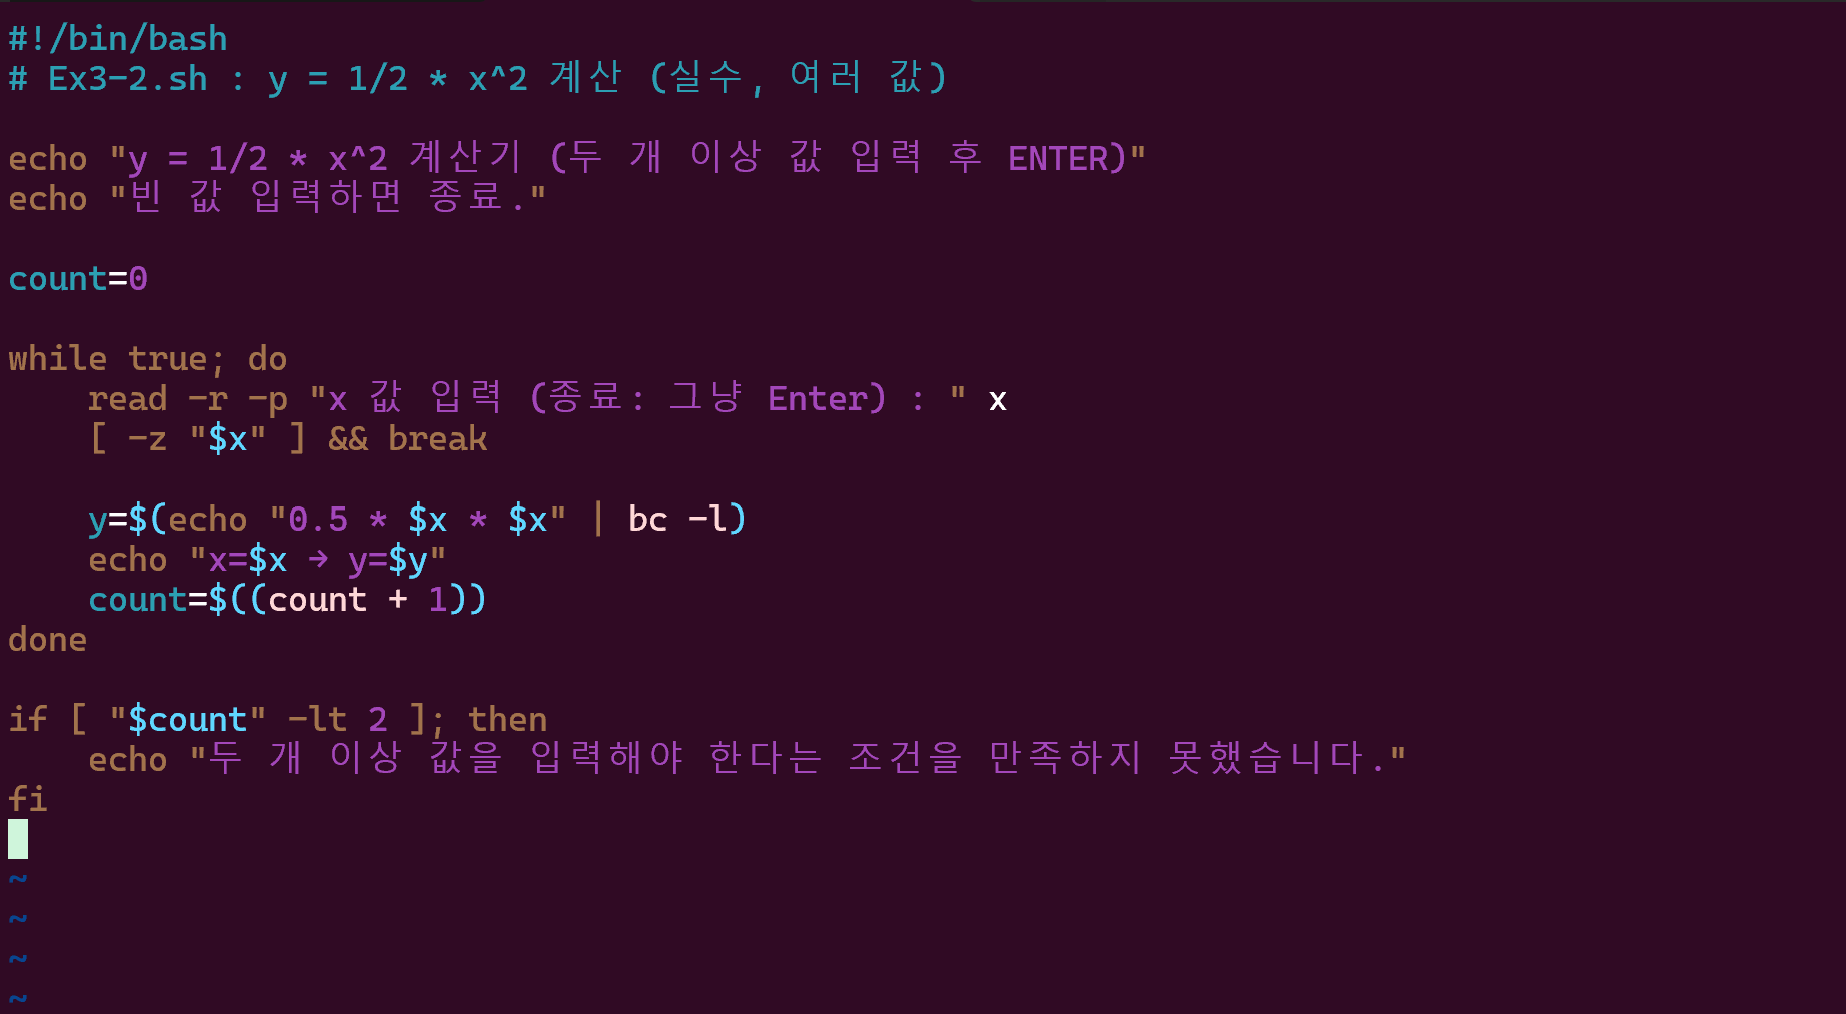 #!/bin/bash
# Ex3-2.sh : y = 1/2 * x^2 계산 (실수, 여러 값)
echo "y = 1/2 * x^2 계산기 (두 개 이상 값 입력 후 ENTER)"
echo "빈 값 입력하면 종료."
count=0
while true; do
    read -r -p "x 값 입력 (종료: 그냥 Enter) : " x
    [ -z "$x" ] && break
    y=$(echo "0.5 * $x * $x" | bc -l)
    echo "x=$x → y=$y"
    count=$((count + 1))
done
if [ "$count" -lt 2 ]; then
    echo "두 개 이상 값을 입력해야 한다는 조건을 만족하지 못했습니다."
fi
~
~
~
~